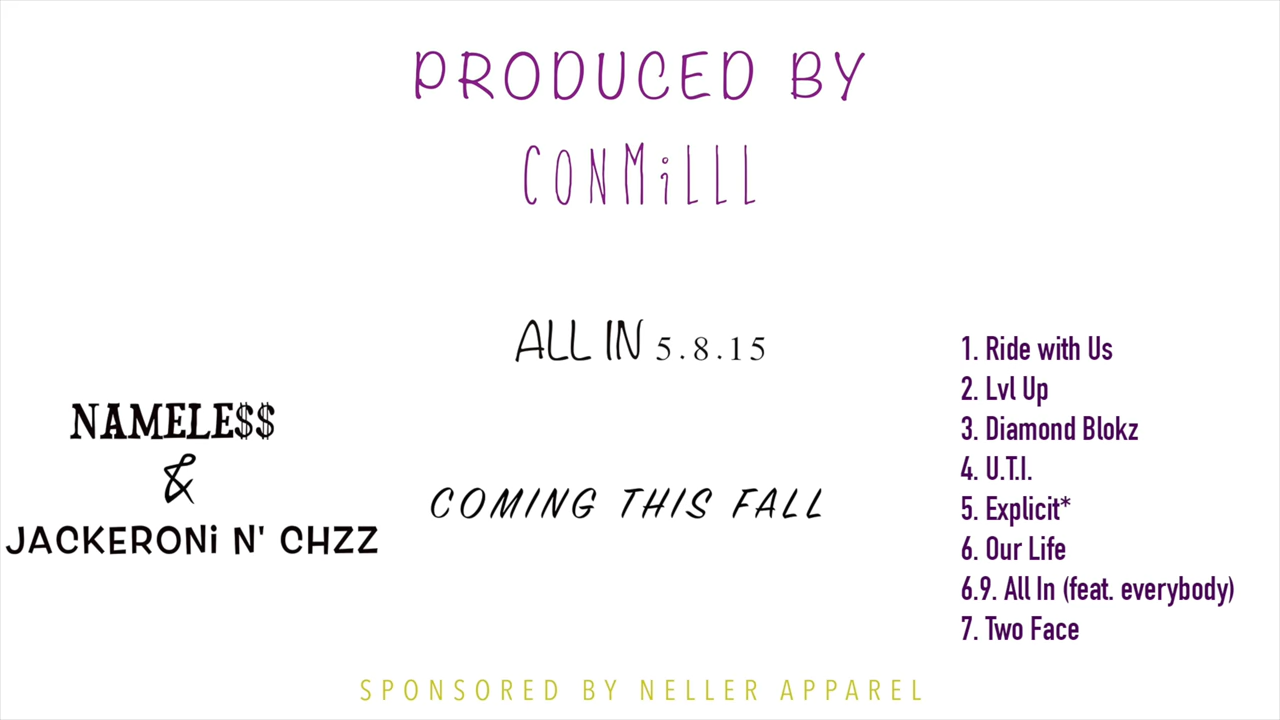 PRODUCED BY
CONMiLLL
ALL IN 5.8.15
NAMELE$$
&
JACKERONi N' CHZZ
COMING THIS FALL
1. Ride with Us
2. Lvl Up
3. Diamond Blokz
4. U.T.I.
5. Explicit*
6. Our Life
6.9. All In (feat. everybody)
7. Two Face
SPONSORED BY NELLER APPAREL